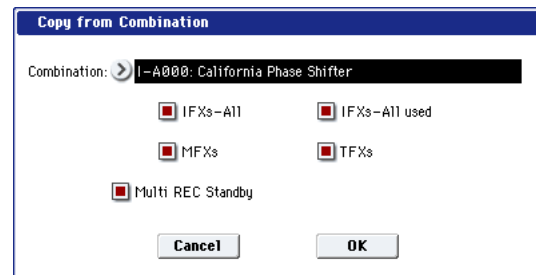 Copy from Combination
Combination: I-A000: California Phase Shifter
IFXs-All IFXs-All used
MFXs TFXs
Multi REC Standby
Cancel OK